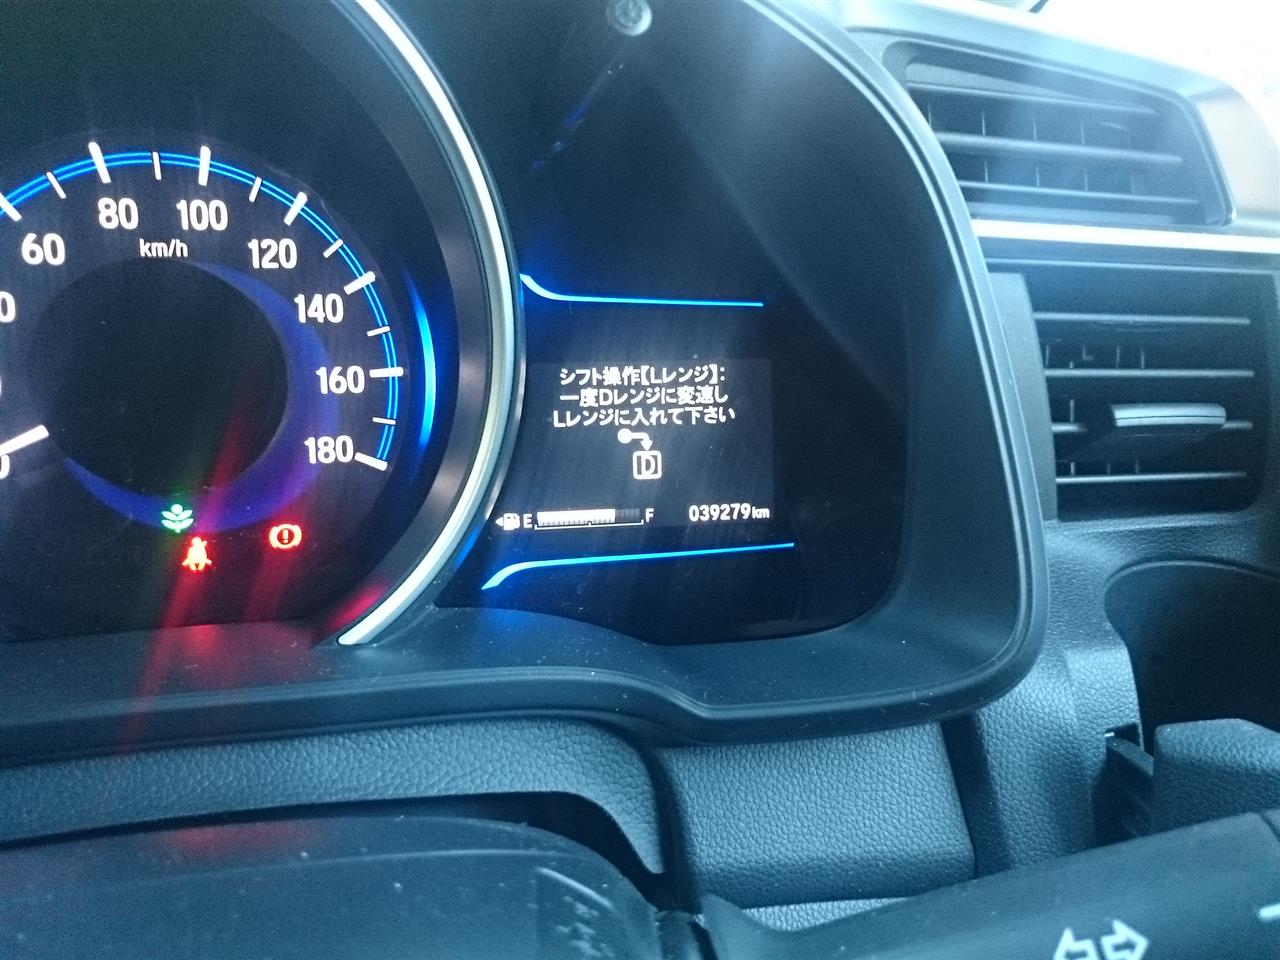 80
100
60
km/h
120
140
160
180
シフト操作【Lレンジ】:
一度Dレンジに変速し
Lレンジに入れて下さい
D
E F 039279km